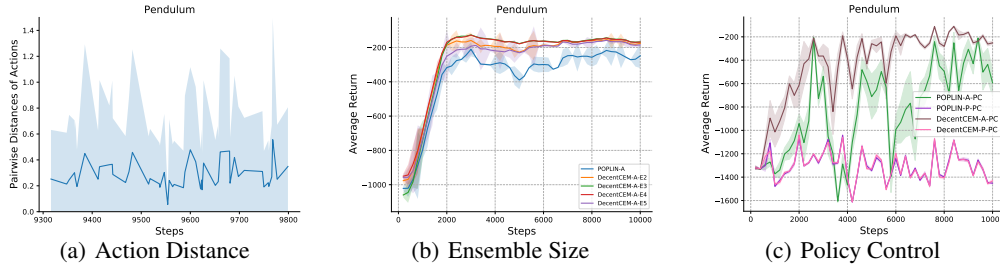 Pendulum
1.4
1.2
1.0
0.8
0.6
0.4
0.2
0.0
Pairwise Distances of Actions
9300 9400 9500 9600 9700 9800
Steps
(a) Action Distance
Pendulum
−200
−400
−600
−800
−1000
Average Return
POPLIN-A
DecentCEM-A-E2
DecentCEM-A-E3
DecentCEM-A-E4
DecentCEM-A-E5
0 2000 4000 6000 8000 10000
Steps
(b) Ensemble Size
Pendulum
−200
−400
−600
−800
−1000
−1200
−1400
−1600
Average Return
POPLIN-A-PC
POPLIN-P-PC
DecentCEM-A-PC
DecentCEM-P-PC
0 2000 4000 6000 8000 10000
Steps
(c) Policy Control